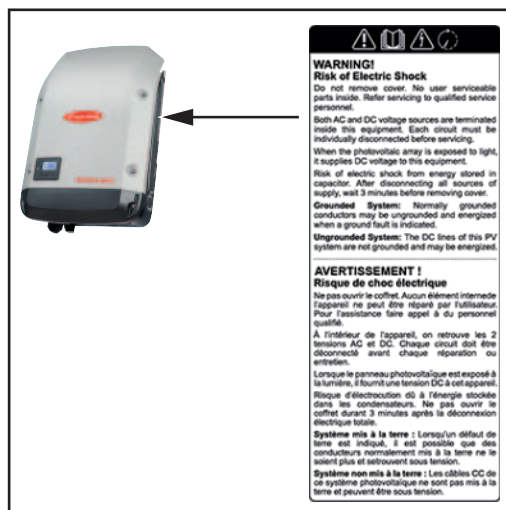 WARNING!
Risk of Electric Shock
Do not remove cover. No user serviceable
parts inside. Refer servicing to qualified service
personnel.
Both AC and DC voltage sources are terminated
inside this equipment. Each circuit must be
individually disconnected before servicing.
When the photovoltaic array is exposed to light,
it supplies DC voltage to this equipment.
Risk of electric shock from energy stored in
capacitor. After disconnecting all sources of
supply, wait 3 minutes before removing cover.
Grounded System: Normally grounded
conductors may be ungrounded and energized
when a ground fault is indicated.
Ungrounded System: The DC lines of this PV
system are not grounded and may be energized.
AVERTISSEMENT !
Risque de choc électrique
Ne pas ouvrir le coffret. Aucun élément internede
l'appareil ne peut être réparé par l'utilisateur.
Pour l'assistance faire appel à du personnel
qualifié.
À l'intérieur de l'appareil, on retrouve les 2
tensions AC et DC. Chaque circuit doit être
déconnecté avant chaque réparation ou
entretien.
Lorsque le panneau photovoltaïque est exposé à
la lumière, il fournit une tension DC à cet appareil.
Risque d'électrocution dû à l'énergie stockée
dans les condensateurs. Ne pas ouvrir le
coffret durant 3 minutes après la déconnexion
électrique totale.
Système mis à la terre : Lorsqu'un défaut de
terre est indiqué, il est possible que des
conducteurs normalement mis à la terre ne le
soient plus et setrouvent sous tension.
Système non mis à la terre : Les câbles CC de
ce système photovoltaïque ne sont pas mis à la
terre et peuvent être sous tension.